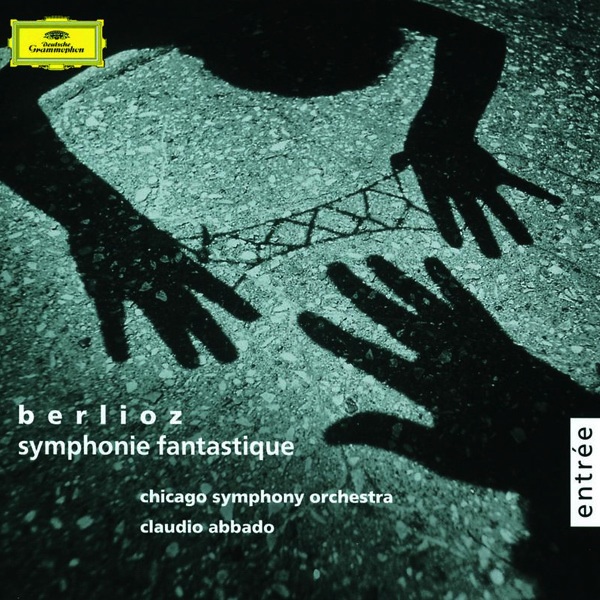 Deutsche
Grammophon
berlioz
symphonie fantastique
chicago symphony orchestra
claudio abbado
entrée